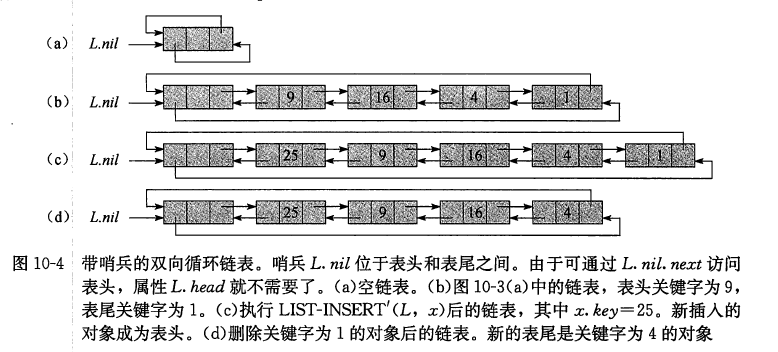 (a) L.nil
(b) L.nil 9 16 4 1
(c) L.nil 25 9 16 4 1
(d) L.nil 25 9 16 4
图 10-4 带哨兵的双向循环链表。哨兵 L.nil 位于表头和表尾之间。由于可通过 L.nil.next 访问
表头，属性 L.head 就不需要了。(a)空链表。(b)图 10-3(a)中的链表，表头关键字为 9，
表尾关键字为 1。(c)执行 LIST-INSERT′(L，x)后的链表，其中 x.key=25。新插入的
对象成为表头。(d)删除关键字为 1 的对象后的链表。新的表尾是关键字为 4 的对象